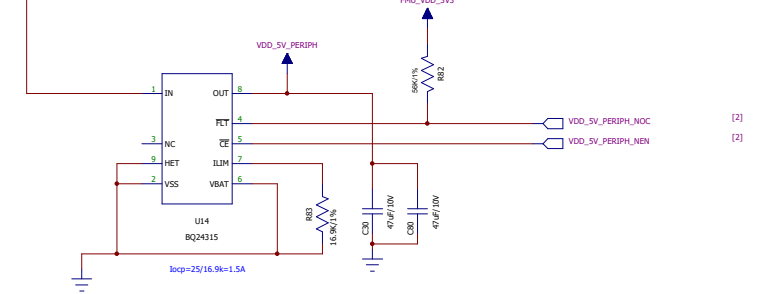 PMU_VDD_3V3
VDD_5V_PERIPH
56K/1%
R82
1 IN OUT 8
FLT 4
VDD_5V_PERIPH_NOC [2]
3 NC CE 5
VDD_5V_PERIPH_NEN [2]
9 HET ILIM 7
2 VSS VBAT 6
R83
16.9K/1%
C30
47uF/10V
C80
47uF/10V
U14
BQ24315
Iocp=25/16.9k=1.5A